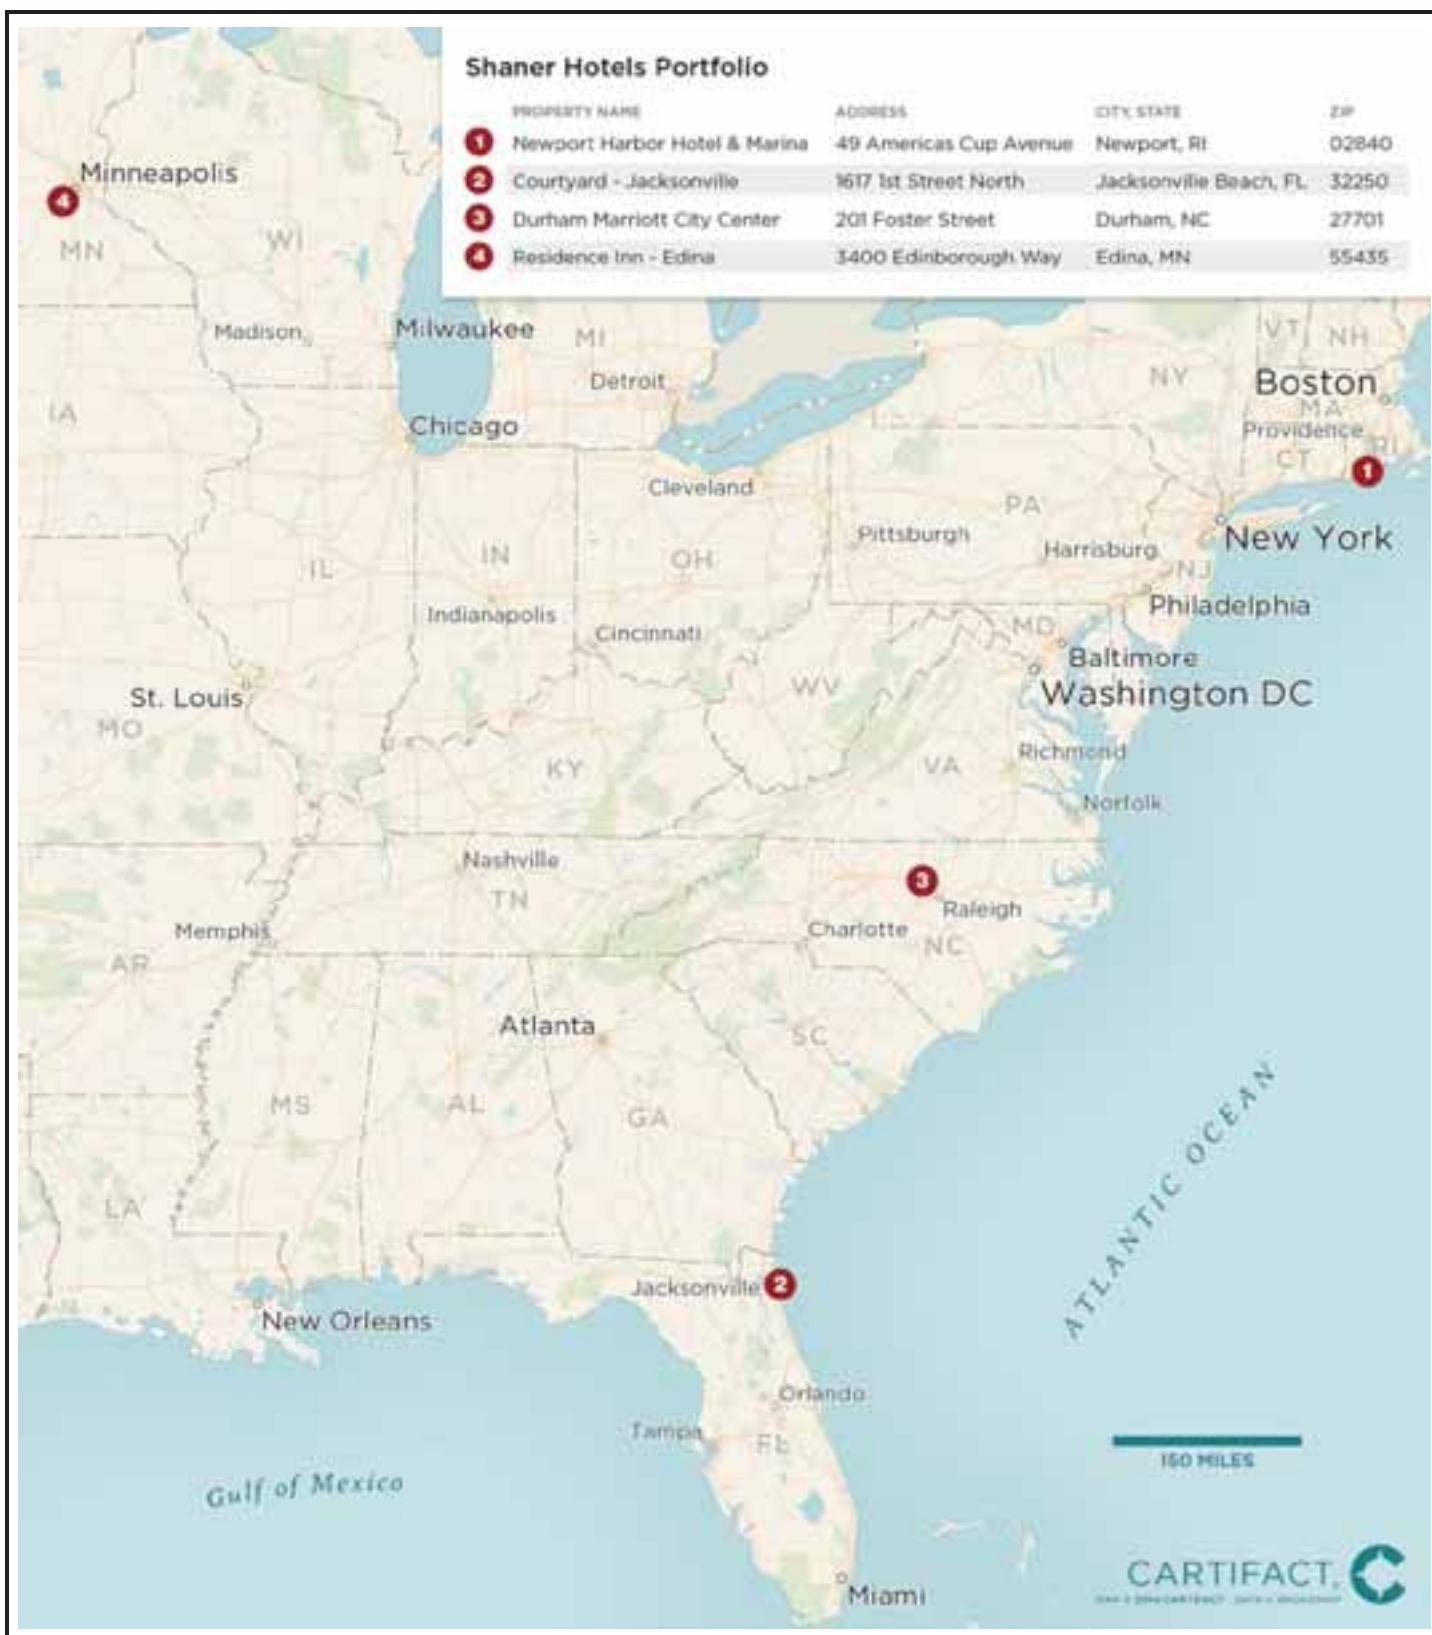 Shaner Hotels Portfolio
PROPERTY NAME ADDRESS CITY, STATE ZIP
1 Newport Harbor Hotel & Marina 49 Americas Cup Avenue Newport, RI 02840
2 Courtyard - Jacksonville 1617 1st Street North Jacksonville Beach, FL 32250
3 Durham Marriott City Center 201 Foster Street Durham, NC 27701
4 Residence Inn - Edina 3400 Edinborough Way Edina, MN 55435
Minneapolis
4
MN
WI
Madison
Milwaukee
MI
VT
NH
Detroit
NY
Boston
IA
MA
Chicago
Providence
RI
CT
1
Cleveland
PA
Pittsburgh
New York
Harrisburg
IN
OH
IL
NJ
Indianapolis
Philadelphia
Cincinnati
MD
Baltimore
WV
Washington DC
St. Louis
MO
Richmond
KY
VA
Norfolk
Nashville
3
TN
Raleigh
Memphis
Charlotte
NC
AR
Atlanta
SC
MS
AL
GA
ATLANTIC OCEAN
LA
Jacksonville
2
New Orleans
Orlando
Tampa
FL
150 MILES
Gulf of Mexico
CARTIFACT
Miami